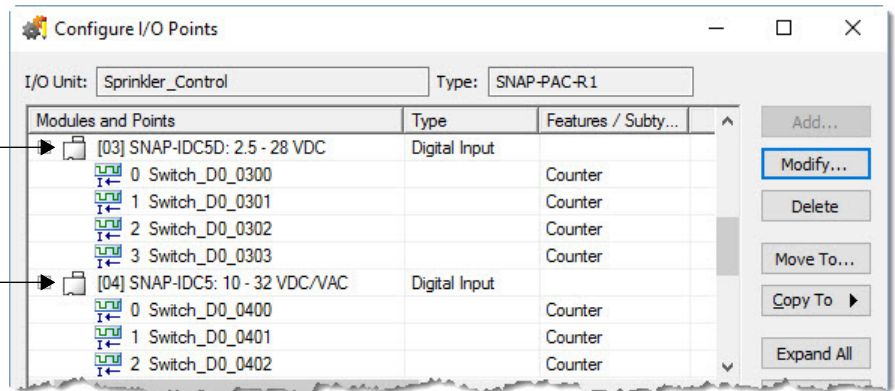 Configure I/O Points
I/O Unit: Sprinkler_Control Type: SNAP-PAC-R1
Modules and Points Type Features / Subty...
Add...
[03] SNAP-IDC5D: 2.5 - 28 VDC Digital Input
Modify...
0 Switch_D0_0300 Counter
1 Switch_D0_0301 Counter
Delete
2 Switch_D0_0302 Counter
3 Switch_D0_0303 Counter
Move To...
[04] SNAP-IDC5: 10 - 32 VDC/VAC Digital Input
Copy To
0 Switch_D0_0400 Counter
1 Switch_D0_0401 Counter
Expand All
2 Switch_D0_0402 Counter